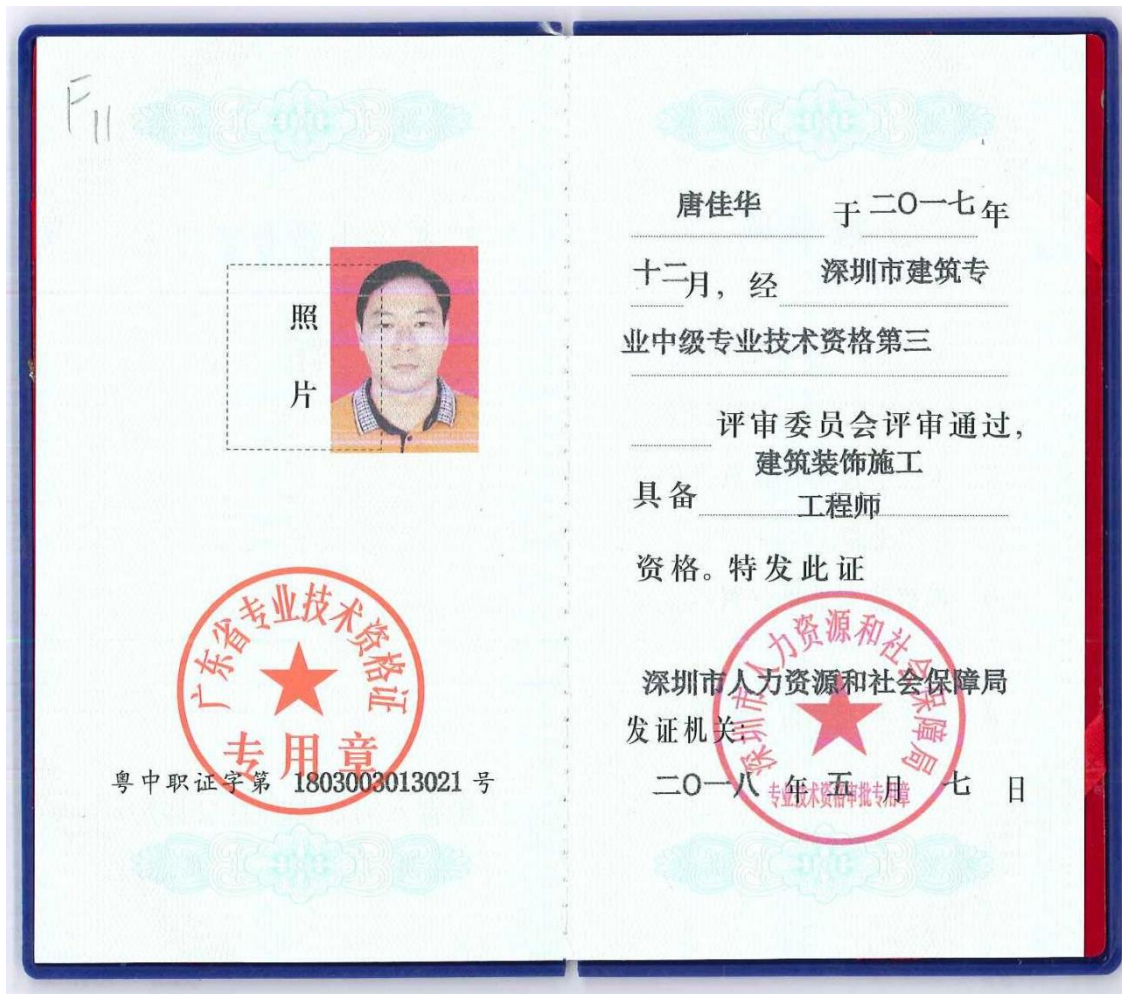 F11
照
片
广东省专业技术资格证
专用章
粤中职证字第 1803003013021 号
唐佳华 于 二〇一七 年
十二月，经 深圳市建筑专
业中级专业技术资格第三
评审委员会评审通过，
建筑装饰施工
具备 工程师
资格。特发此证
深圳市人力资源和社会保障局
深圳市人力资源和社会保障局
发证机关：
二〇一八 年 五 月 七 日
专业技术资格审批专用章